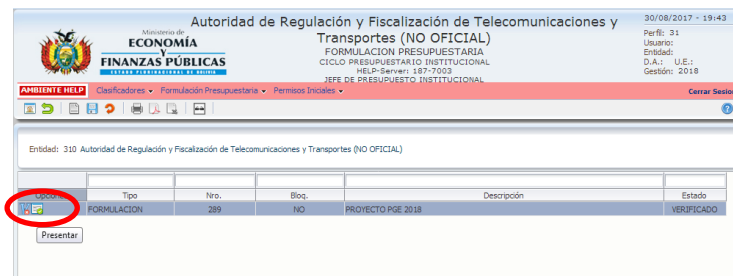 Autoridad de Regulación y Fiscalización de Telecomunicaciones y
Transportes (NO OFICIAL)
FORMULACION PRESUPUESTARIA
CICLO PRESUPUESTARIO INSTITUCIONAL
HELP-Server: 187-7003
JEFE DE PRESUPUESTO INSTITUCIONAL
Ministerio de
ECONOMÍA
Y
FINANZAS PÚBLICAS
ESTADO PLURINACIONAL DE BOLIVIA
30/08/2017 - 19:43
Perfil: 31
Usuario:
Entidad:
D.A.: U.E.:
Gestión: 2018
AMBIENTE HELP Clasificadores Formulación Presupuestaria Permisos Iniciales Cerrar Sesio
Entidad: 310 Autoridad de Regulación y Fiscalización de Telecomunicaciones y Transportes (NO OFICIAL)
Opciones Tipo Nro. Bloq. Descripción Estado
FORMULACION 289 NO PROYECTO PGE 2018 VERIFICADO
Presentar